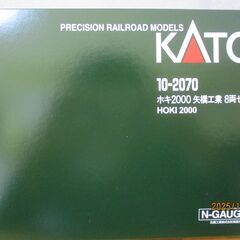 PRECISION RAILROAD MODELS
KATO
10-2070
ホキ2000 矢橋工業 8両セ
HOKI 2000
N-GAUG